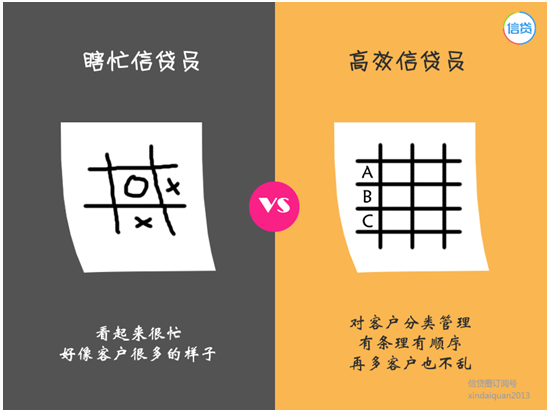 信贷
瞎忙信贷员
高效信贷员
A
B
C
VS
看起来很忙
好像客户很多的样子
对客户分类管理
有条理有顺序
再多客户也不乱
信贷圈订阅号
xindaiquan2013